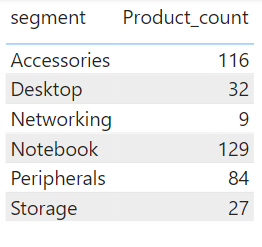 segment Product_count
Accessories 116
Desktop 32
Networking 9
Notebook 129
Peripherals 84
Storage 27